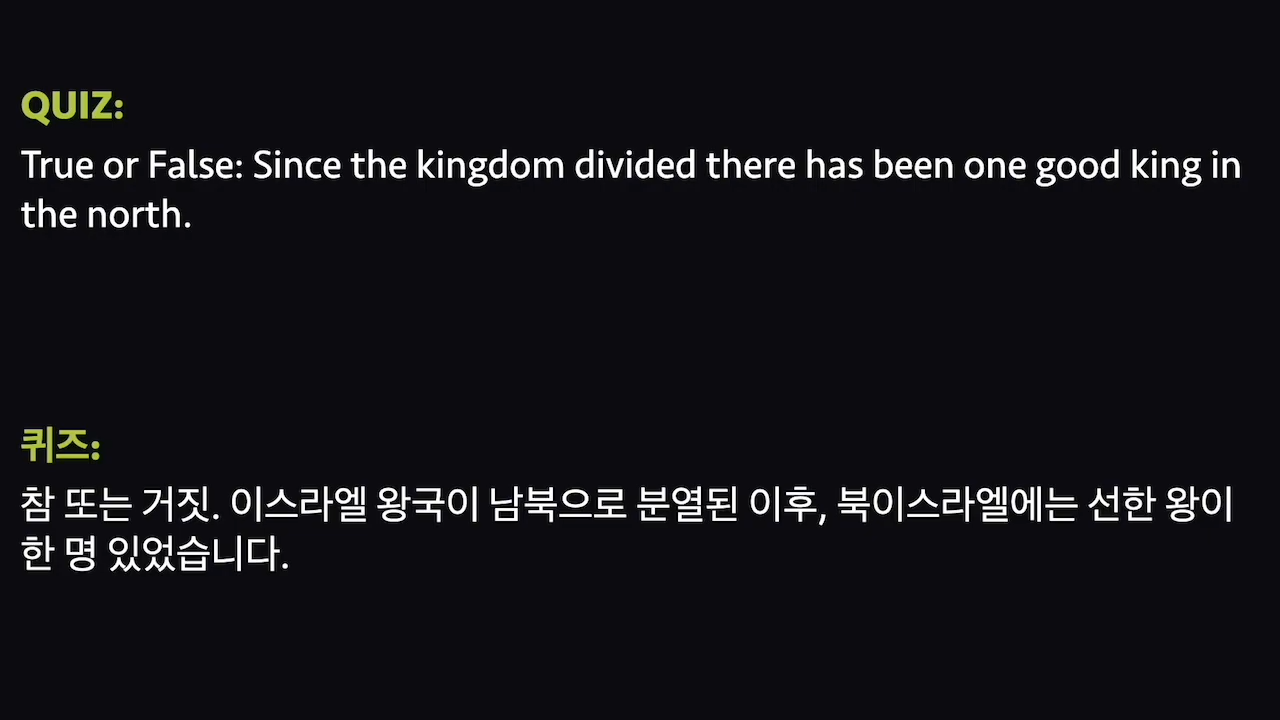 QUIZ:
True or False: Since the kingdom divided there has been one good king in
the north.
퀴즈:
참 또는 거짓. 이스라엘 왕국이 남북으로 분열된 이후, 북이스라엘에는 선한 왕이
한 명 있었습니다.